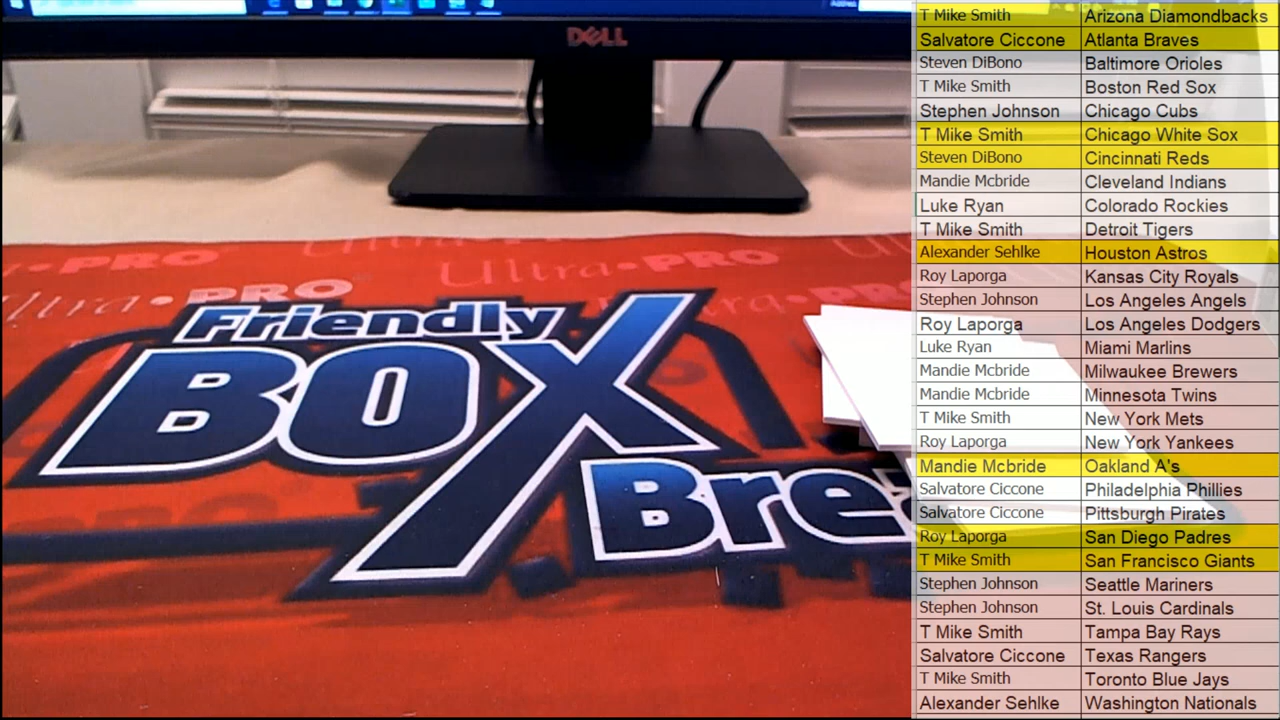 DELL
Ultra PRO
Ultra•PRO
Ultra•PRO
Friendly
BOX
Brea
T Mike Smith Arizona Diamondbacks
Salvatore Ciccone Atlanta Braves
Steven DiBono Baltimore Orioles
T Mike Smith Boston Red Sox
Stephen Johnson Chicago Cubs
T Mike Smith Chicago White Sox
Steven DiBono Cincinnati Reds
Mandie Mcbride Cleveland Indians
Luke Ryan Colorado Rockies
T Mike Smith Detroit Tigers
Alexander Sehlke Houston Astros
Roy Laporga Kansas City Royals
Stephen Johnson Los Angeles Angels
Roy Laporga Los Angeles Dodgers
Luke Ryan Miami Marlins
Mandie Mcbride Milwaukee Brewers
Mandie Mcbride Minnesota Twins
T Mike Smith New York Mets
Roy Laporga New York Yankees
Mandie Mcbride Oakland A's
Salvatore Ciccone Philadelphia Phillies
Salvatore Ciccone Pittsburgh Pirates
Roy Laporga San Diego Padres
T Mike Smith San Francisco Giants
Stephen Johnson Seattle Mariners
Stephen Johnson St. Louis Cardinals
T Mike Smith Tampa Bay Rays
Salvatore Ciccone Texas Rangers
T Mike Smith Toronto Blue Jays
Alexander Sehlke Washington Nationals